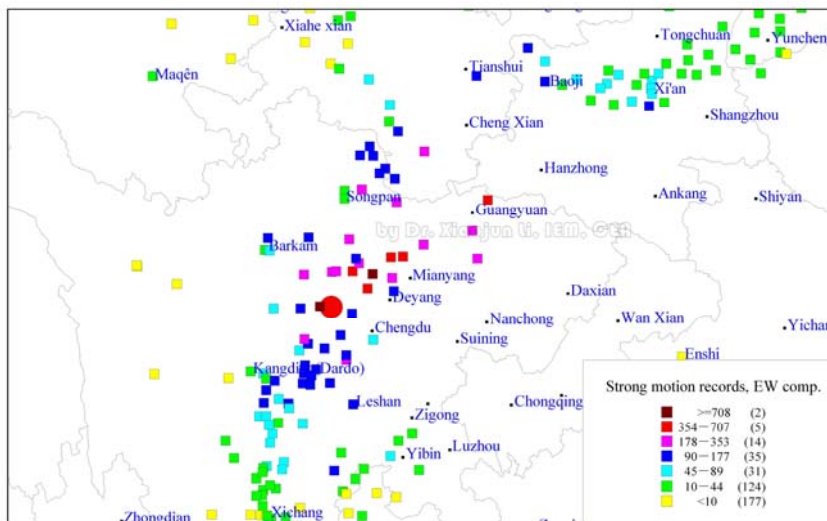 Xiahe xian
Tongchuan
Yunchen
Maqên
Tianshui
Baoji
Xi'an
Cheng Xian
Shangzhou
Hanzhong
Songpan
Ankang
Shiyan
Guangyuan
by Dr. Xiaojun Li, IEM, CEA
Barkam
Mianyang
Deyang
Daxian
Chengdu
Nanchong
Wan Xian
Yichar
Suining
Enshi
Kangding (Dardo)
Leshan
Zigong
Chongqing
Yibin
Luzhou
Zhongdian
Xichang
Strong motion records, EW comp.
>=708 (2)
354—707 (5)
178—353 (14)
90—177 (35)
45—89 (31)
10—44 (124)
<10 (177)